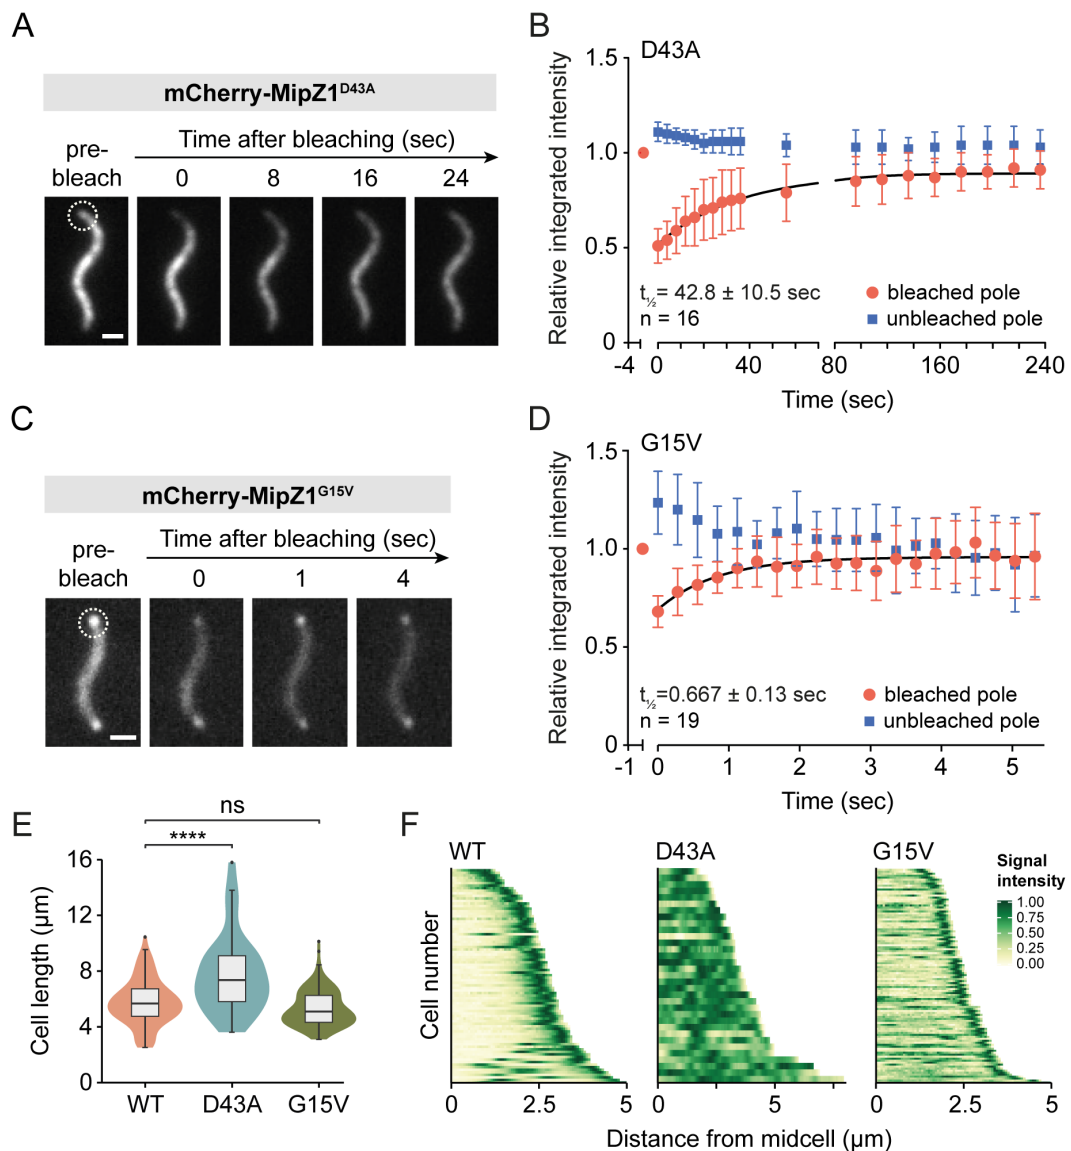 A
mCherry-MipZ1D43A
Time after bleaching (sec)
pre-
bleach
0 8 16 24
B
D43A
Relative integrated intensity
1.5
1.0
0.5
0
t½= 42.8 ± 10.5 sec
n = 16
bleached pole
unbleached pole
-4 0 40 80 160 240
Time (sec)
C
mCherry-MipZ1G15V
Time after bleaching (sec)
pre-
bleach
0 1 4
D
G15V
Relative integrated intensity
1.5
1.0
0.5
0
t½=0.667 ± 0.13 sec
n = 19
bleached pole
unbleached pole
-1 0 1 2 3 4 5
Time (sec)
E
ns
****
Cell length (µm)
16
12
8
4
0
WT D43A G15V
F
WT D43A G15V
Cell number
Signal
intensity
1.00
0.75
0.50
0.25
0.00
0 2.5 5 0 2.5 5 0 2.5 5
Distance from midcell (µm)